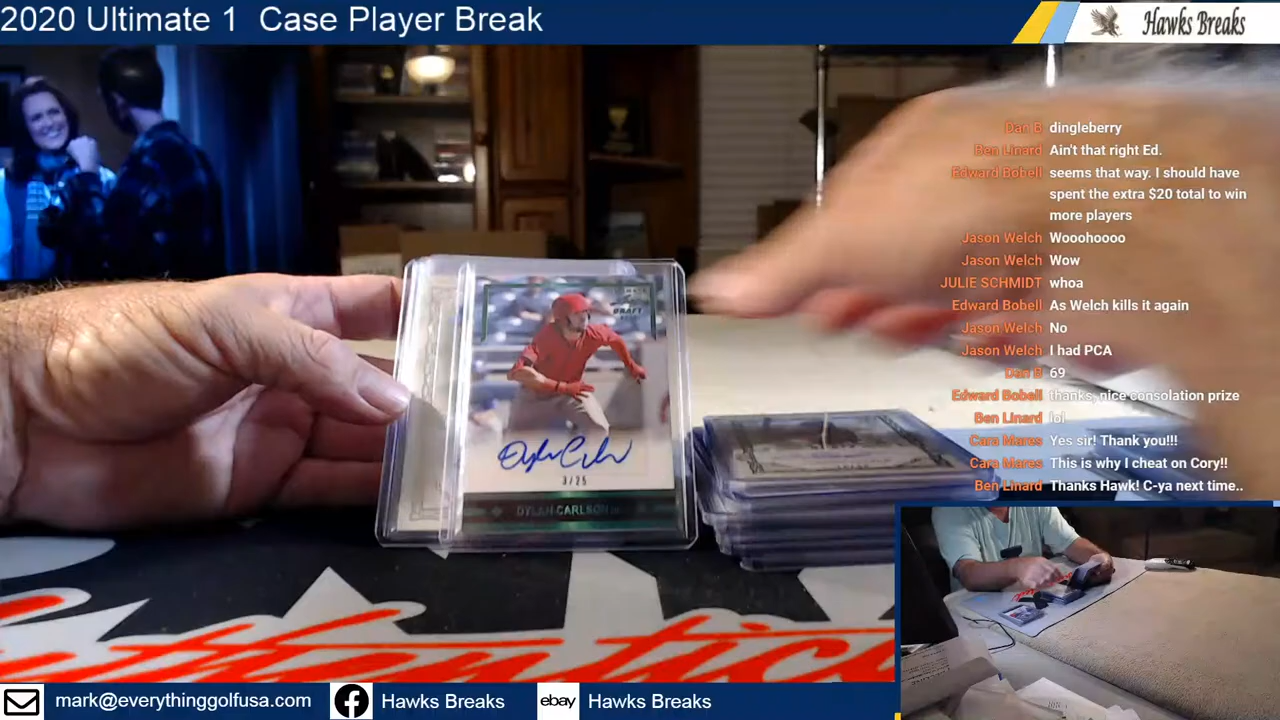 2020 Ultimate 1 Case Player Break
Hawks Breaks
Dan B dingleberry
Ben Linard Ain't that right Ed.
Edward Bobell seems that way. I should have
spent the extra $20 total to win
more players
Jason Welch Wooohoooo
Jason Welch Wow
JULIE SCHMIDT whoa
Edward Bobell As Welch kills it again
Jason Welch No
Jason Welch I had PCA
Dan B 69
Edward Bobell thanks, nice consolation prize
Ben Linard lol
Cara Mares Yes sir! Thank you!!!
Cara Mares This is why I cheat on Cory!!
Ben Linard Thanks Hawk! C-ya next time..
DRAFT
3/25
DYLAN CARLSON
uthentics
mark@everythinggolfusa.com
Hawks Breaks
ebay
Hawks Breaks